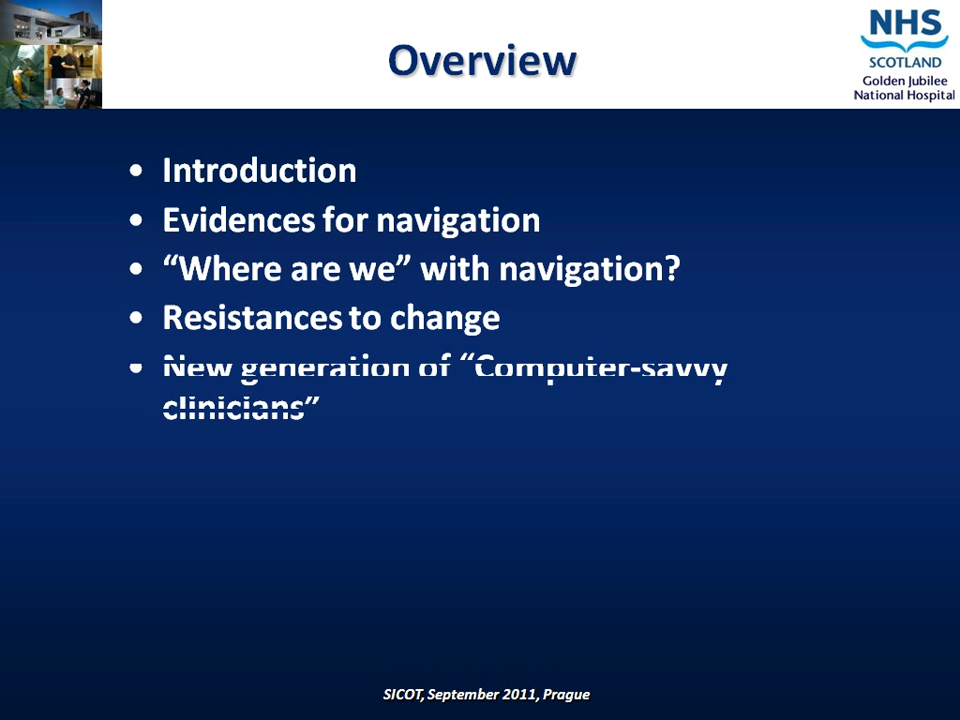 Overview
NHS
SCOTLAND
Golden Jubilee
National Hospital
• Introduction
• Evidences for navigation
• “Where are we” with navigation?
• Resistances to change
• New generation of “Computer-savvy
clinicians”
SICOT, September 2011, Prague